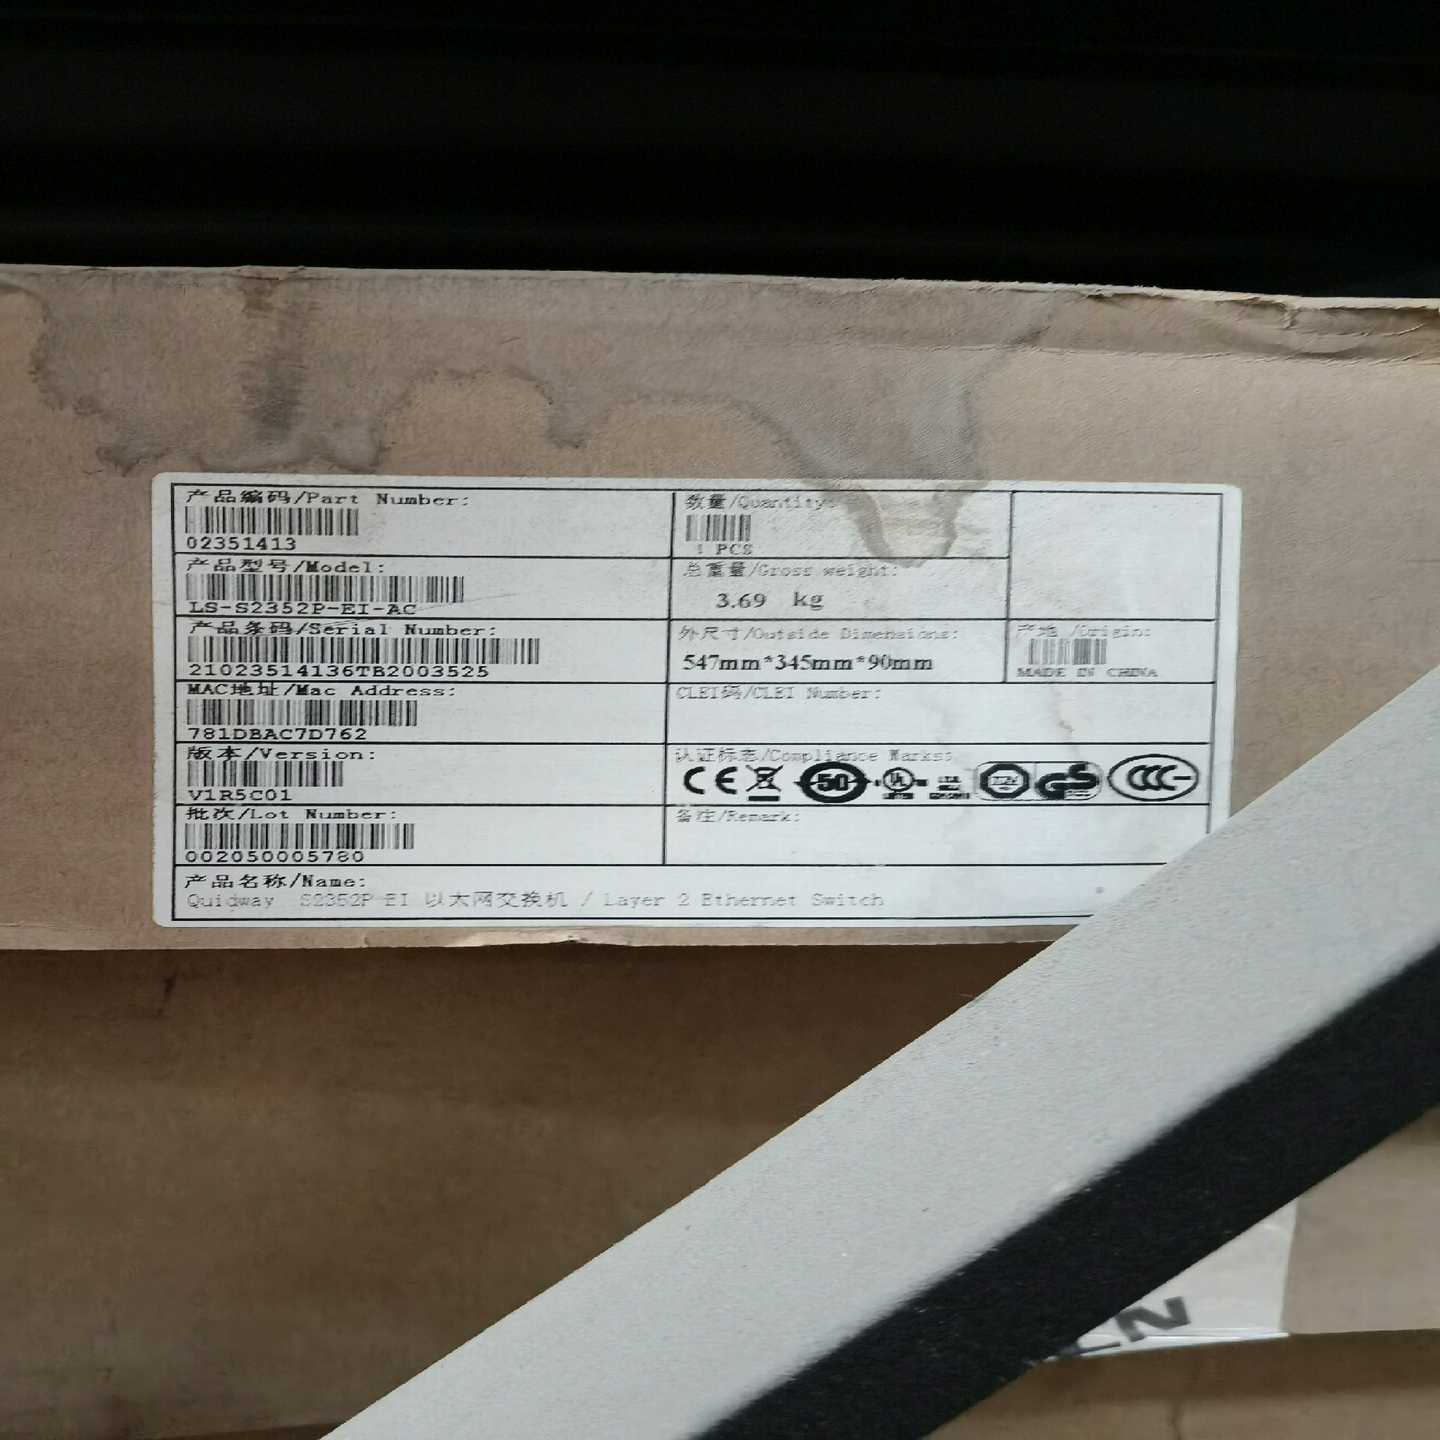 产品编码/Part Number:
02351413
数量/Quantity:
1 PCS
产品型号/Model:
LS-S2352P-EI-AC
总重量/Gross weight:
3.69 kg
产品条码/Serial Number:
21023514136TB2003525
外尺寸/Outside Dimensions:
547mm*345mm*90mm
产地 /Origin:
MADE IN CHINA
MAC地址/Mac Address:
781DBAC7D762
CLEI码/CLEI Number:
版本/Version:
V1R5C01
认证标志/Compliance Marks:
CE 50 UL GS CCC
批次/Lot Number:
002050005780
备注/Remark:
产品名称/Name:
Quidway S2352P-EI 以太网交换机 / Layer 2 Ethernet Switch